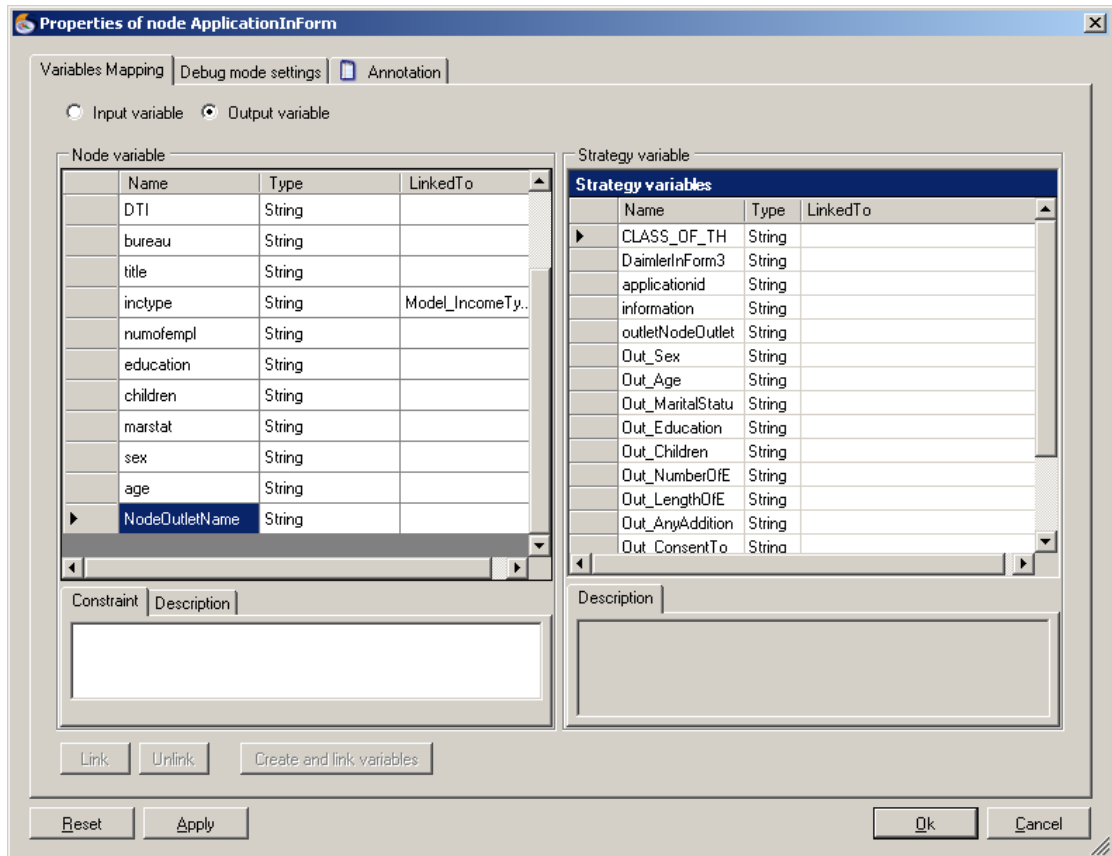 Properties of node ApplicationInForm
Variables Mapping Debug mode settings Annotation
Input variable Output variable
Node variable
Name Type LinkedTo
DTI String
bureau String
title String
inctype String Model_IncomeTy..
numofempl String
education String
children String
marstat String
sex String
age String
NodeOutletName String
Constraint Description
Strategy variable
Strategy variables
Name Type LinkedTo
CLASS_OF_TH String
DaimlerInForm3 String
applicationid String
information String
outletNodeOutlet String
Out_Sex String
Out_Age String
Out_MaritalStatu String
Out_Education String
Out_Children String
Out_NumberOfE String
Out_LengthOfE String
Out_AnyAddition String
Out_ConsentTo String
Description
Link Unlink Create and link variables
Reset Apply Ok Cancel